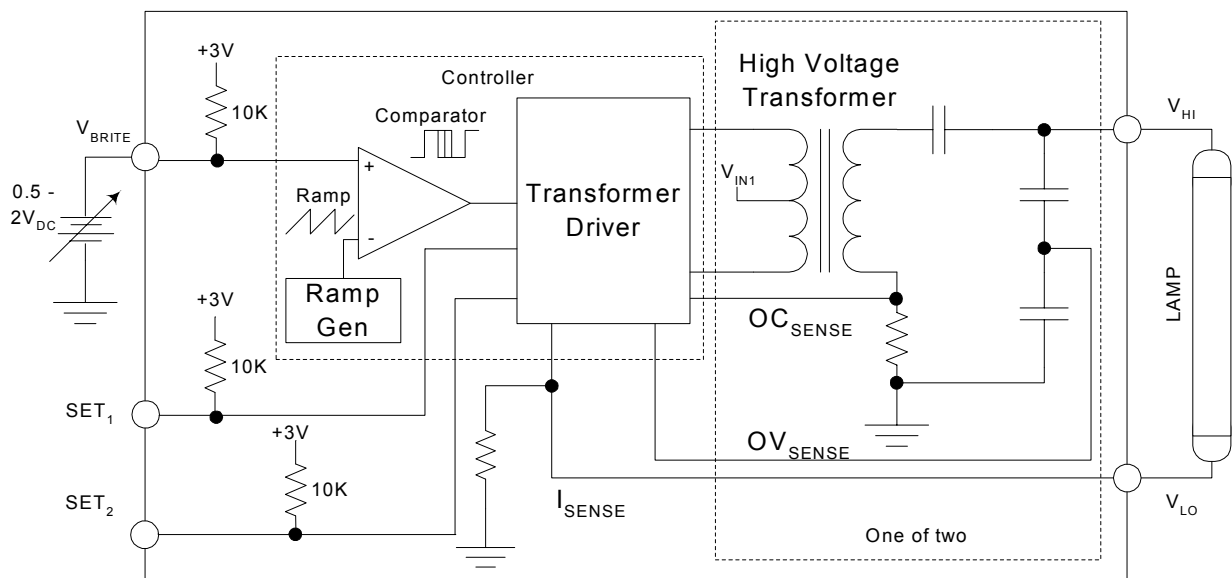 +3V
Controller
High Voltage
Transformer
10K
Comparator
V_BRITE
V_HI
+
0.5 -
2V_DC
Ramp
-
Transformer
Driver
V_IN1
Ramp
Gen
+3V
10K
OC_SENSE
LAMP
SET_1
+3V
OV_SENSE
10K
SET_2
I_SENSE
V_LO
One of two